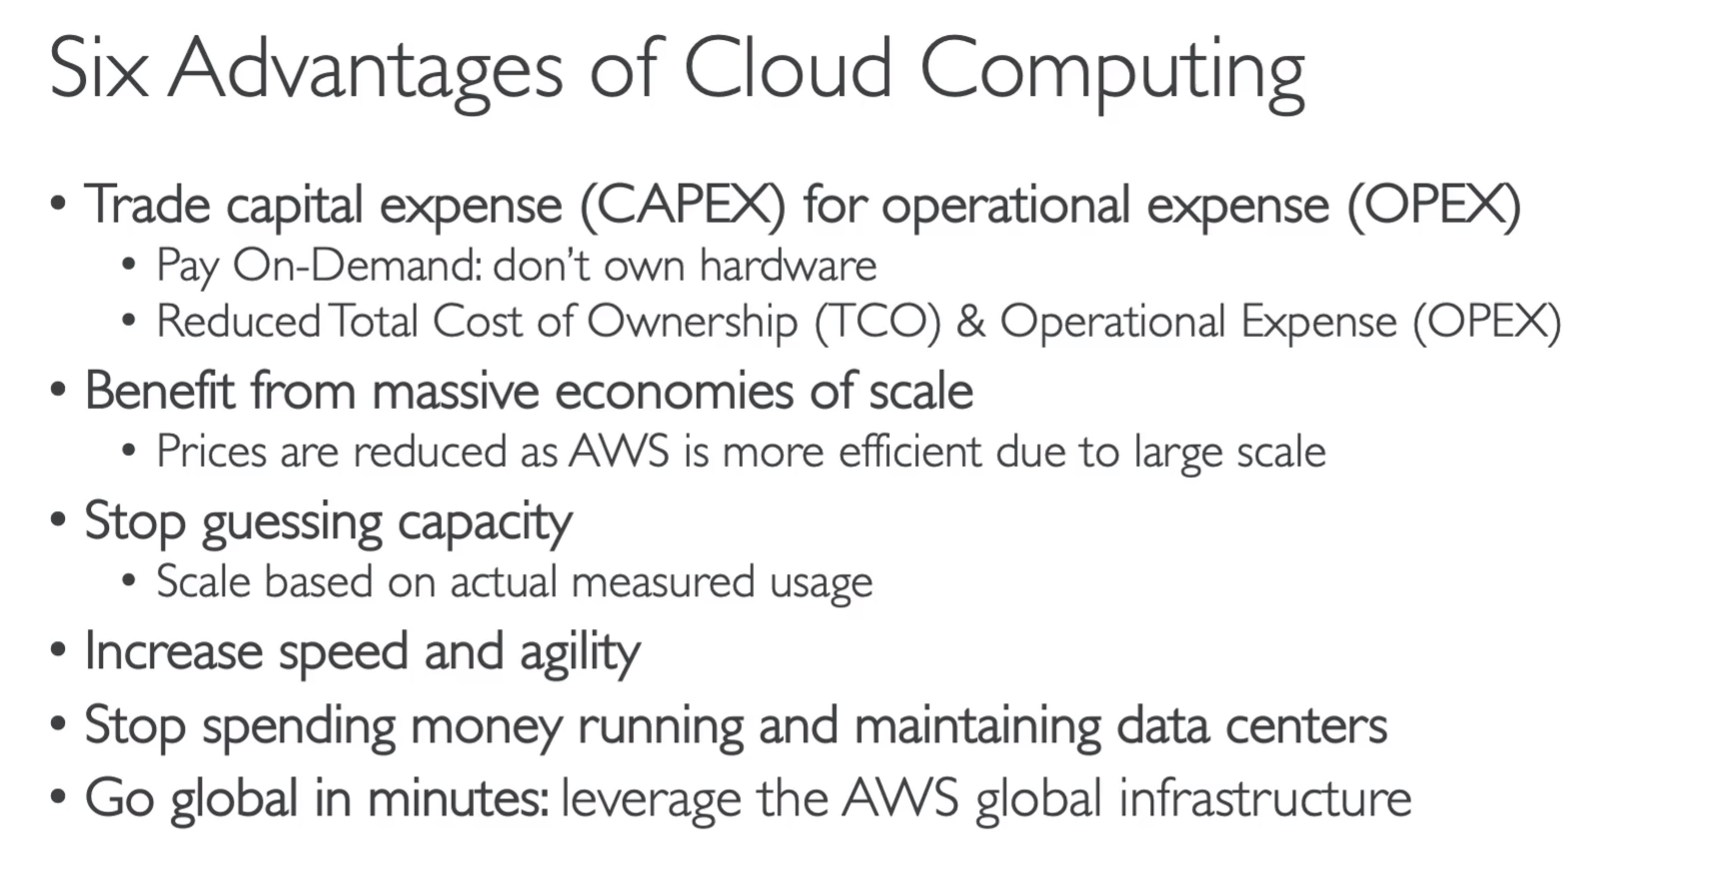 Six Advantages of Cloud Computing
• Trade capital expense (CAPEX) for operational expense (OPEX)
• Pay On-Demand: don’t own hardware
• Reduced Total Cost of Ownership (TCO) & Operational Expense (OPEX)
• Benefit from massive economies of scale
• Prices are reduced as AWS is more efficient due to large scale
• Stop guessing capacity
• Scale based on actual measured usage
• Increase speed and agility
• Stop spending money running and maintaining data centers
• Go global in minutes: leverage the AWS global infrastructure